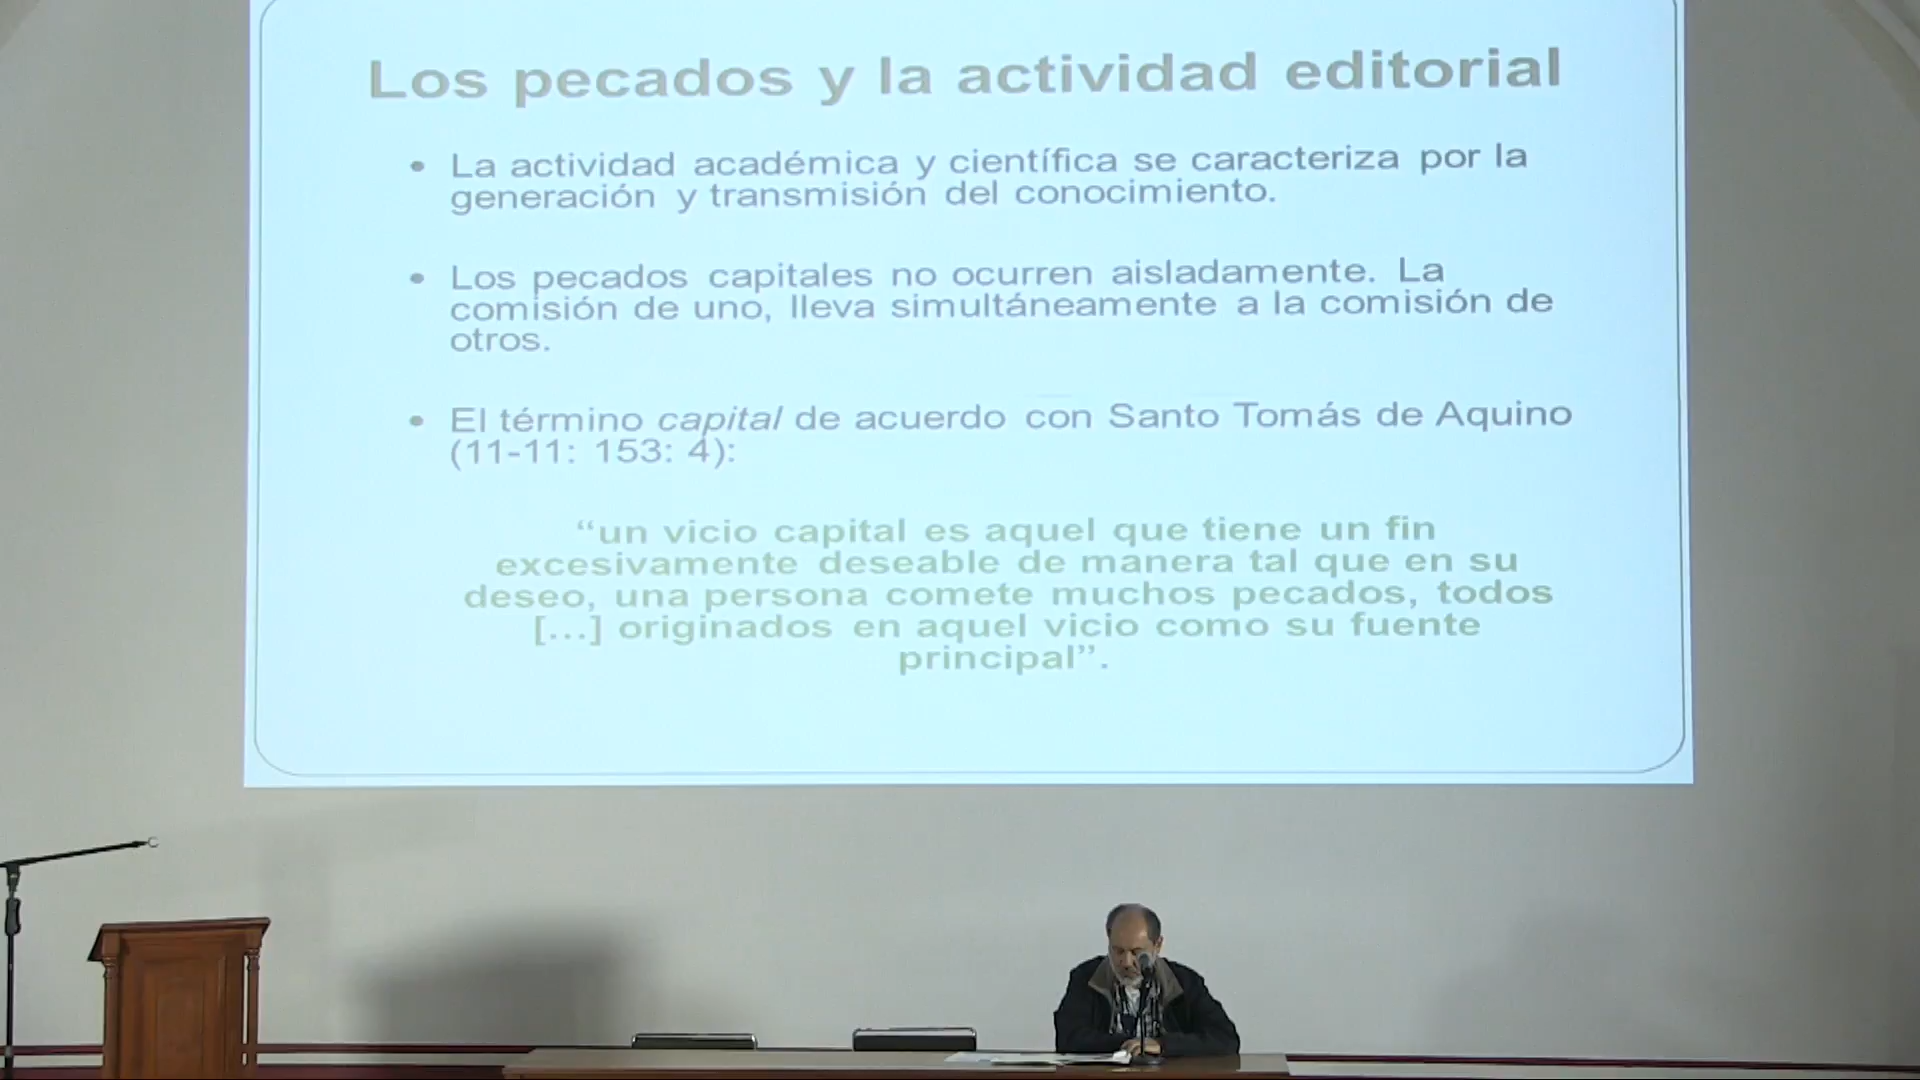 Los pecados y la actividad editorial
• La actividad académica y científica se caracteriza por la
generación y transmisión del conocimiento.
• Los pecados capitales no ocurren aisladamente. La
comisión de uno, lleva simultáneamente a la comisión de
otros.
• El término capital de acuerdo con Santo Tomás de Aquino
(11-11: 153: 4):
“un vicio capital es aquel que tiene un fin
excesivamente deseable de manera tal que en su
deseo, una persona comete muchos pecados, todos
[...] originados en aquel vicio como su fuente
principal”.